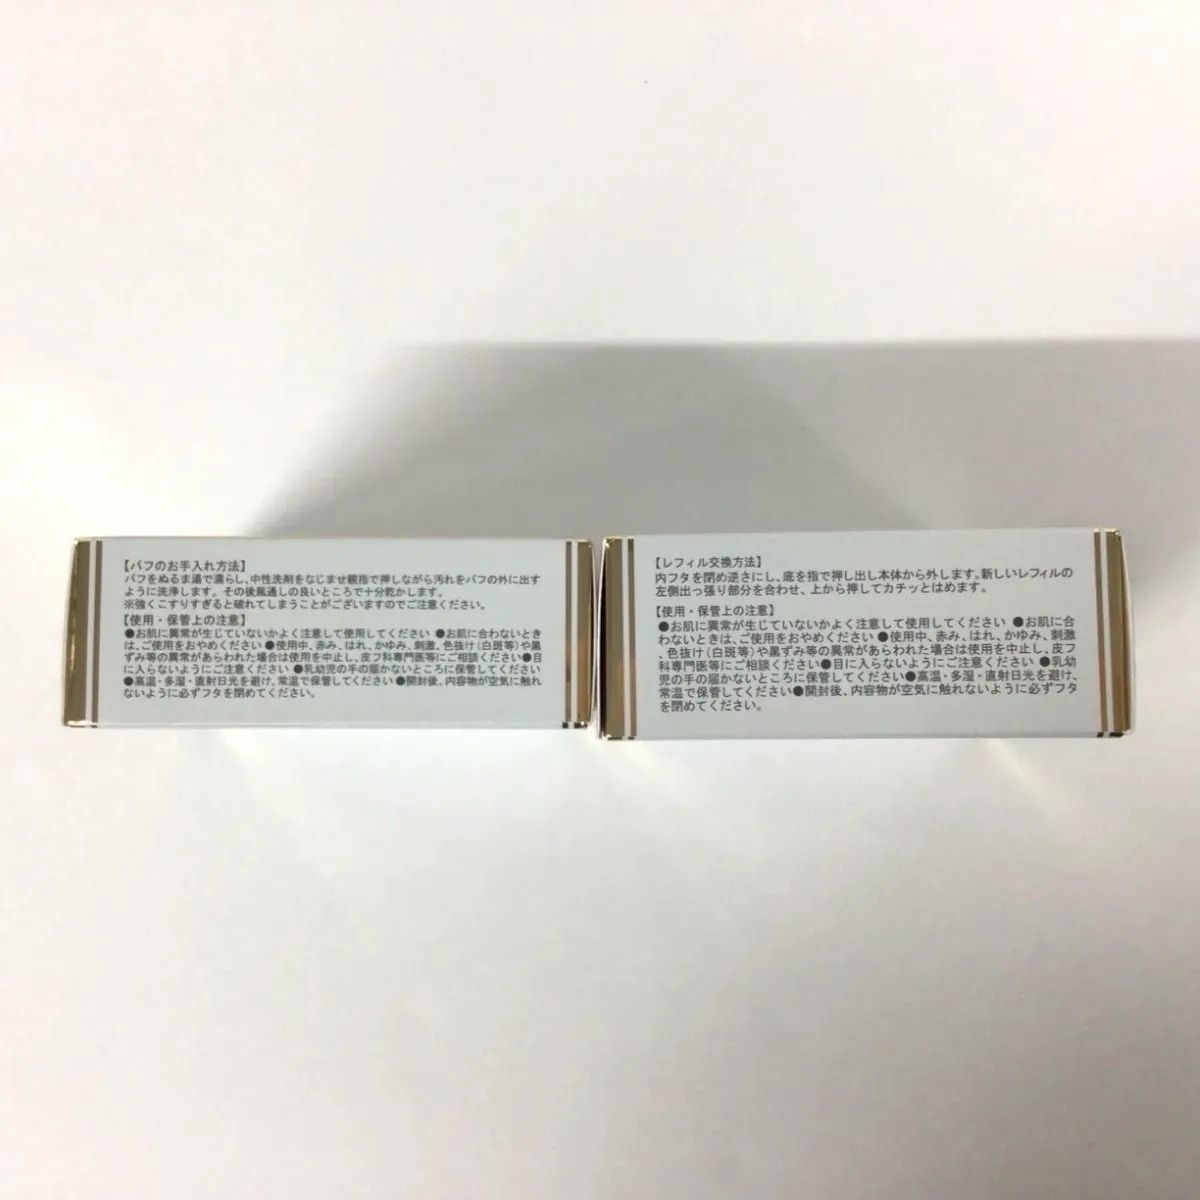 【パフのお手入れ方法】
パフをぬるま湯で濡らし、中性洗剤をなじませ親指で押しながら汚れをパフの外に出す
ように洗浄します。その後風通しの良いところで十分乾かします。
※強くこすりすぎると破れてしまうことがございますのでご注意ください。
【使用・保管上の注意】
●お肌に異常が生じていないかよく注意して使用してください ●お肌に合わないとき
は、ご使用をおやめください ●使用中、赤み、はれ、かゆみ、刺激、色抜け(白斑等)や黒
ずみ等の異常があらわれた場合は使用を中止し、皮フ科専門医等にご相談ください●目
に入らないようにご注意ください ●乳幼児の手の届かないところに保管してください
●高温・多湿・直射日光を避け、常温で保管してください●開封後、内容物が空気に触れ
ないように必ずフタを閉めてください。
【レフィル交換方法】
内フタを閉め逆さにし、底を指で押し出し本体から外します。新しいレフィルの
左側出っ張り部分を合わせ、上から押してカチッとはめます。
【使用・保管上の注意】
●お肌に異常が生じていないかよく注意して使用してください ●お肌に合
わないときは、ご使用をおやめください ●使用中、赤み、はれ、かゆみ、刺激
、色抜け(白斑等)や黒ずみ等の異常があらわれた場合は使用を中止し、皮フ
科専門医等にご相談ください●目に入らないようにご注意ください ●乳幼
児の手の届かないところに保管してください●高温・多湿・直射日光を避け、
常温で保管してください●開封後、内容物が空気に触れないように必ずフタ
を閉めてください。